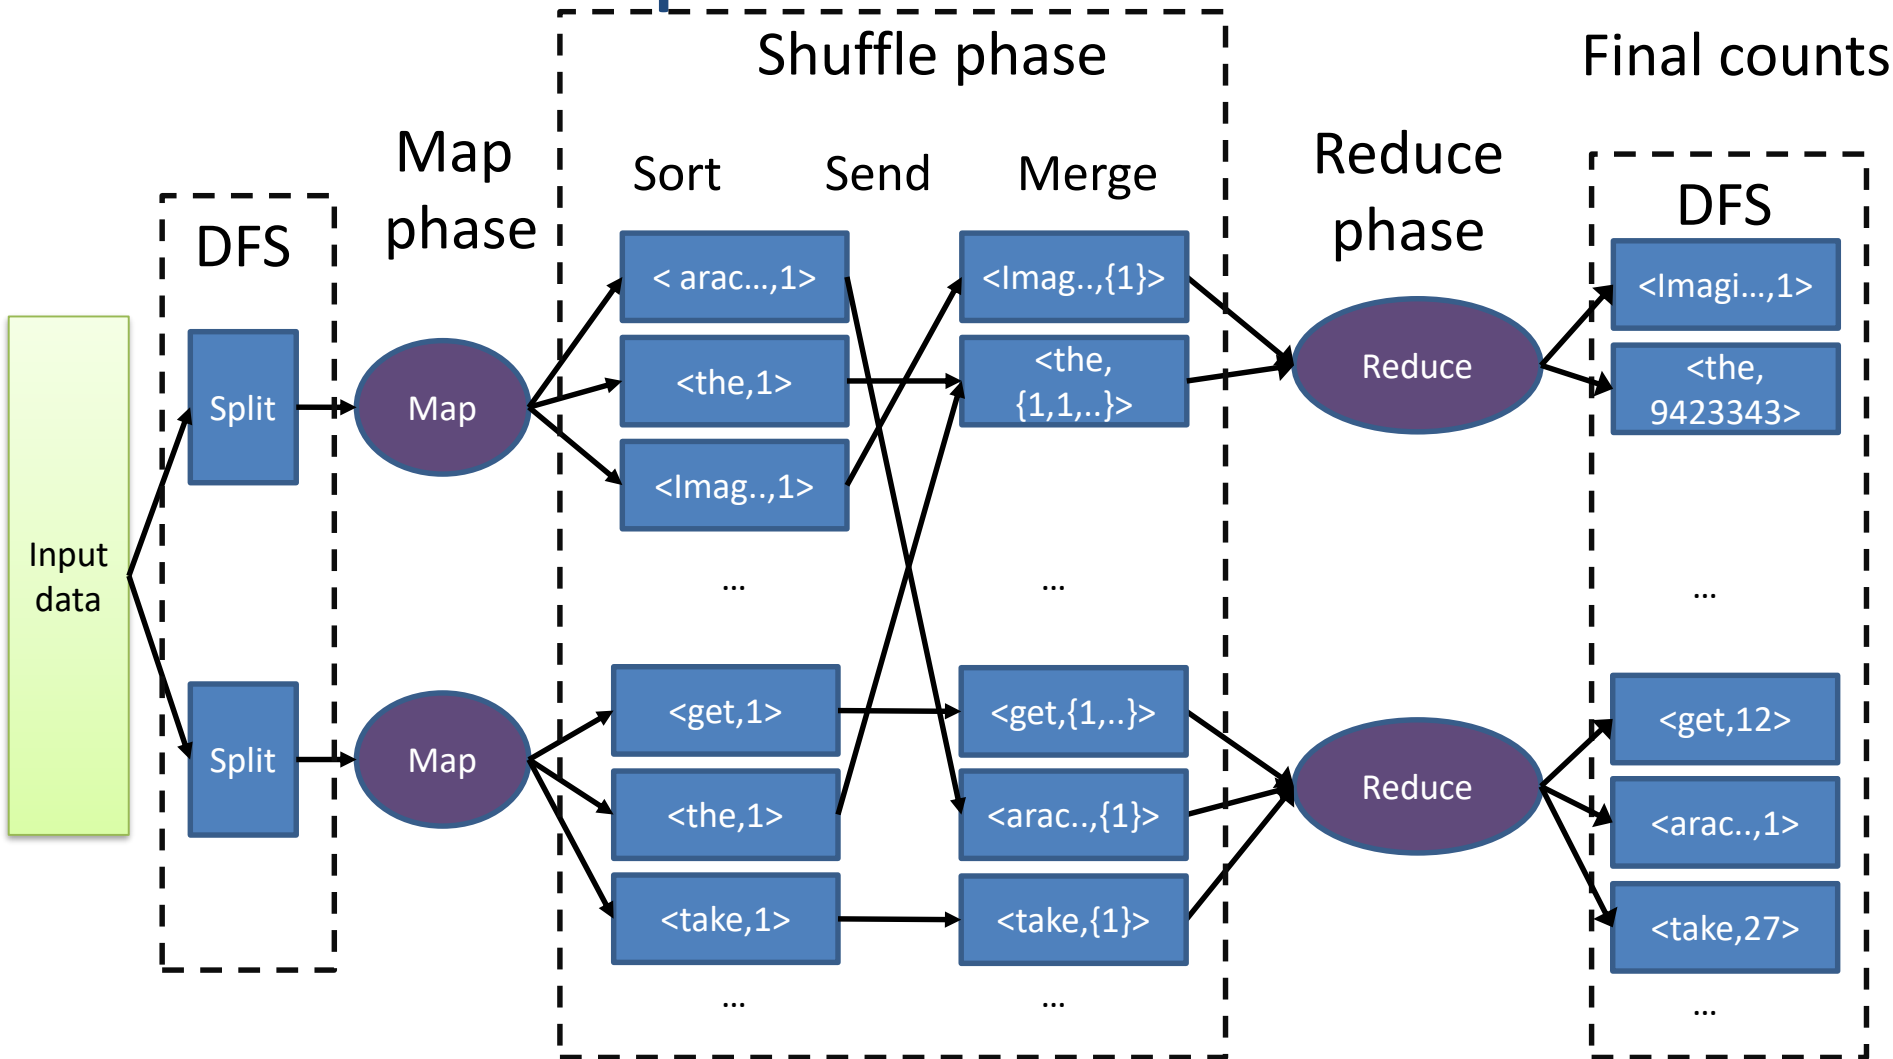 Shuffle phase
Final counts
Map
phase
Sort
Send
Merge
Reduce
phase
DFS
DFS
Input
data
Split
Map
< arac...,1>
<the,1>
<Imag..,1>
...
<Imag..,{1}>
<the,
{1,1,..}>
...
Reduce
<Imagi...,1>
<the,
9423343>
...
Split
Map
<get,1>
<the,1>
<take,1>
...
<get,{1,..}>
<arac..,{1}>
<take,{1}>
...
Reduce
<get,12>
<arac..,1>
<take,27>
...